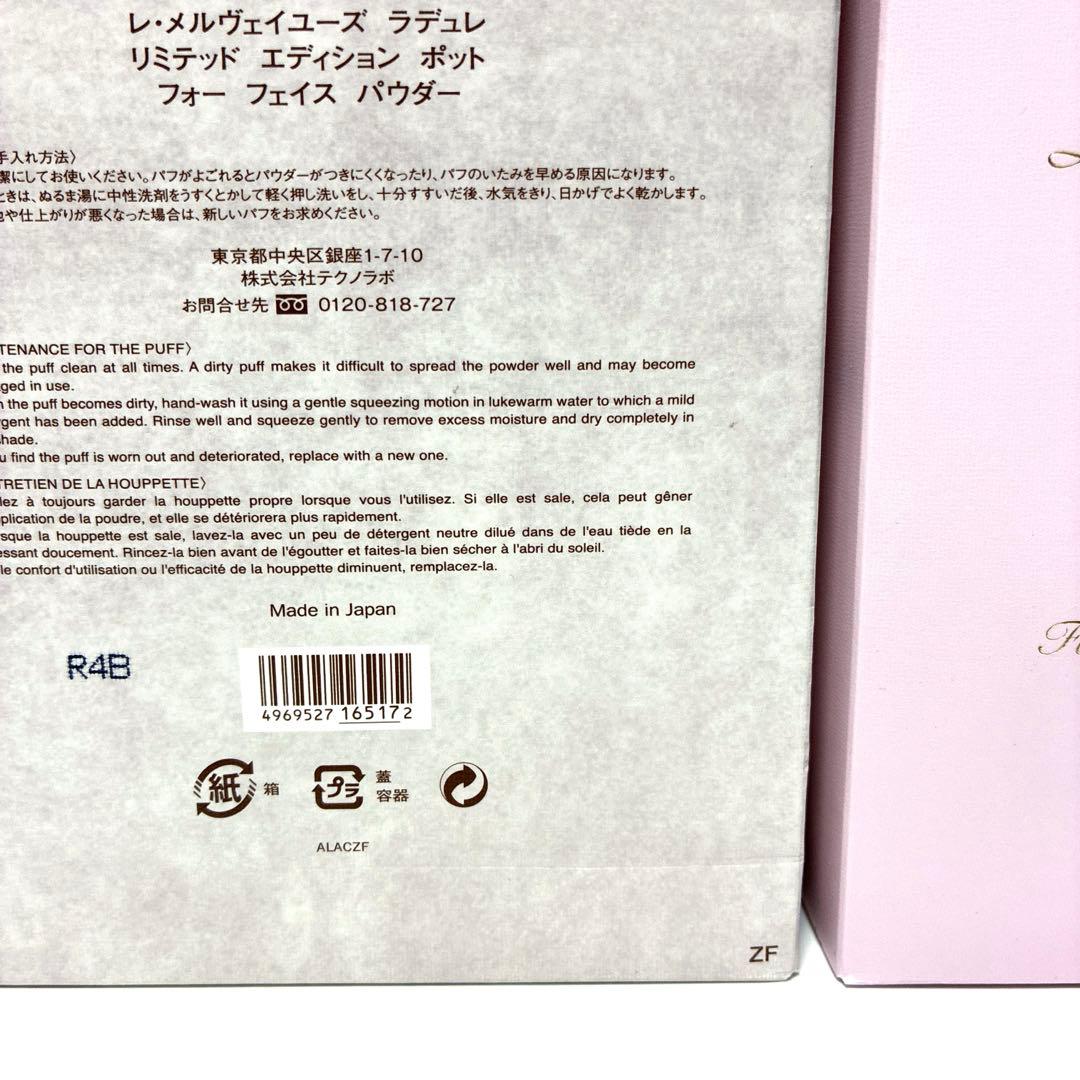 レ・メルヴェイユーズ ラデュレ
リミテッド エディション ポット
フォー フェイス パウダー
手入れ方法〉
潔にしてお使いください。パフがよごれるとパウダーがつきにくくなったり、パフのいたみを早める原因になります。
ときは、ぬるま湯に中性洗剤をうすくとかして軽く押し洗いをし、十分すすいだ後、水気をきり、日かげでよく乾かします。
や仕上がりが悪くなった場合は、新しいパフをお求めください。
東京都中央区銀座1-7-10
株式会社テクノラボ
お問合せ先 0120-818-727
TENANCE FOR THE PUFF〉
the puff clean at all times. A dirty puff makes it difficult to spread the powder well and may become
ged in use.
n the puff becomes dirty, hand-wash it using a gentle squeezing motion in lukewarm water to which a mild
rgent has been added. Rinse well and squeeze gently to remove excess moisture and dry completely in
hade.
u find the puff is worn out and deteriorated, replace with a new one.
TRETIEN DE LA HOUPPETTE〉
lez à toujours garder la houppette propre lorsque vous l'utilisez. Si elle est sale, cela peut gêner
plication de la poudre, et elle se détériorera plus rapidement.
rsque la houppette est sale, lavez-la avec un peu de détergent neutre dilué dans de l'eau tiède en la
essant doucement. Rincez-la bien avant de l'égoutter et faites-la bien sécher à l'abri du soleil.
le confort d'utilisation ou l'efficacité de la houppette diminuent, remplacez-la.
Made in Japan
R4B
4969527 165172
紙 箱
プラ 蓋
容器
ALACZF
ZF